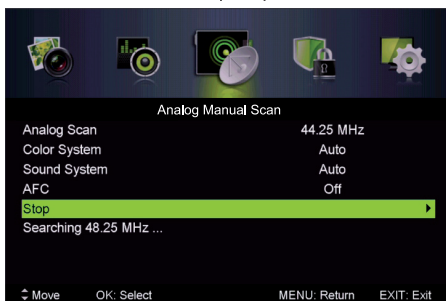 Analog Manual Scan
Analog Scan 44.25 MHz
Color System Auto
Sound System Auto
AFC Off
Stop
Searching 48.25 MHz ...
Move OK: Select MENU: Return EXIT: Exit